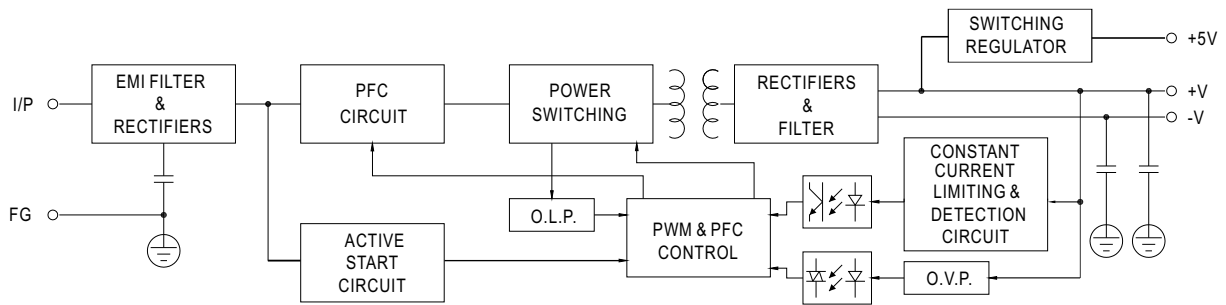 SWITCHING
REGULATOR
+5V
I/P
EMI FILTER
&
RECTIFIERS
PFC
CIRCUIT
POWER
SWITCHING
RECTIFIERS
&
FILTER
+V
-V
FG
O.L.P.
PWM & PFC
CONTROL
CONSTANT
CURRENT
LIMITING &
DETECTION
CIRCUIT
ACTIVE
START
CIRCUIT
O.V.P.